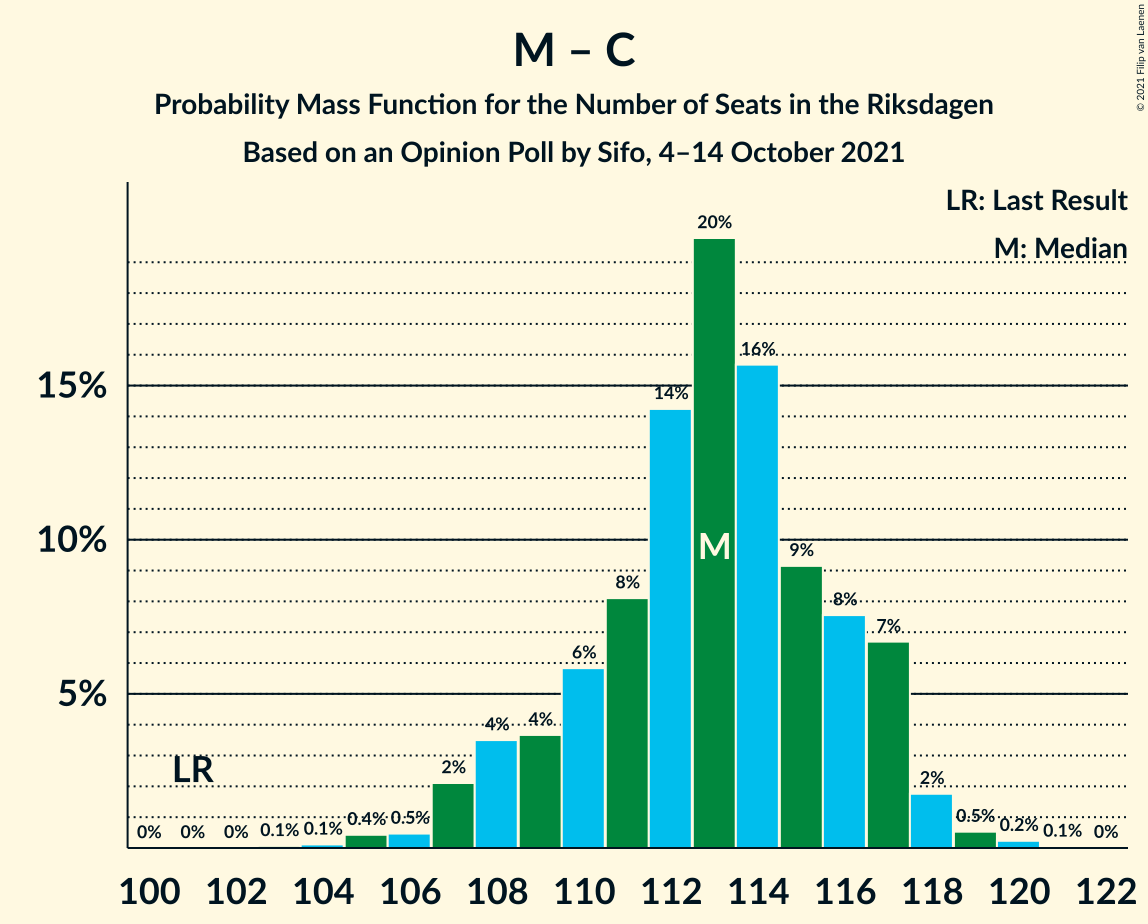 M – C
Probability Mass Function for the Number of Seats in the Riksdagen
Based on an Opinion Poll by Sifo, 4–14 October 2021
© 2021 Filip van Laenen
LR: Last Result
M: Median
15%
10%
5%
LR
M
0% 0% 0% 0.1% 0.1% 0.4% 0.5% 2% 4% 4% 6% 8% 14% 20% 16% 9% 8% 7% 2% 0.5% 0.2% 0.1% 0%
100 102 104 106 108 110 112 114 116 118 120 122